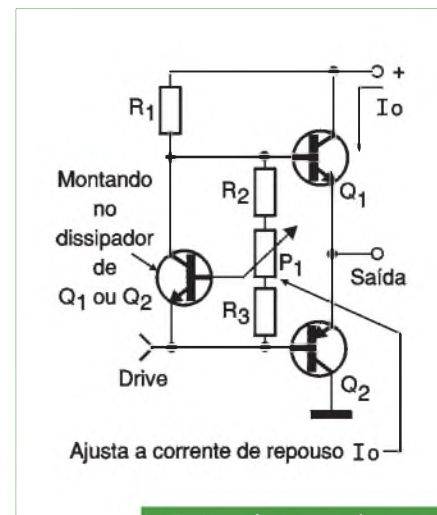 +
R1
Io
Montando
no
dissipador
de
Q1 ou Q2
R2
Q1
P1
Saída
R3
Drive
Q2
Ajusta a corrente de repouso Io